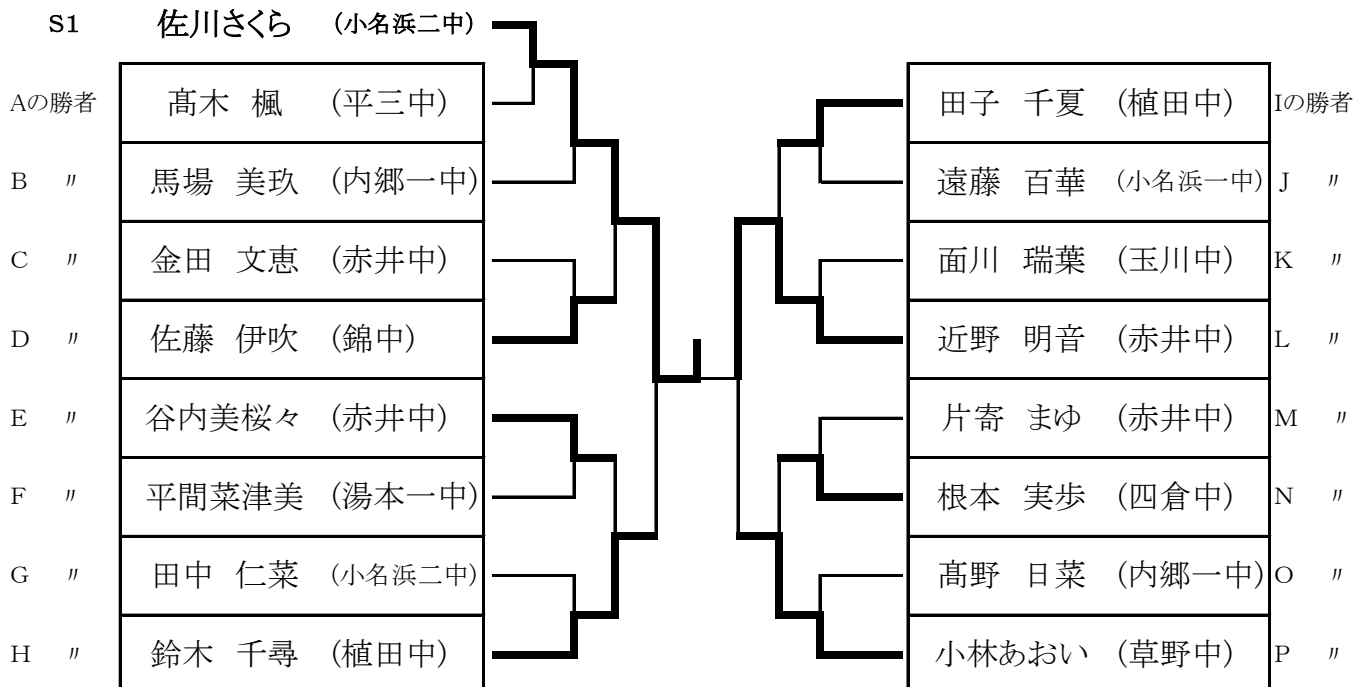 S1 佐川さくら (小名浜二中)
Aの勝者 髙木 楓 (平三中) 田子 千夏 (植田中) Iの勝者
B 〃 馬場 美玖 (内郷一中) 遠藤 百華 (小名浜一中) J 〃
C 〃 金田 文恵 (赤井中) 面川 瑞葉 (玉川中) K 〃
D 〃 佐藤 伊吹 (錦中) 近野 明音 (赤井中) L 〃
E 〃 谷内美桜々 (赤井中) 片寄 まゆ (赤井中) M 〃
F 〃 平間菜津美 (湯本一中) 根本 実歩 (四倉中) N 〃
G 〃 田中 仁菜 (小名浜二中) 髙野 日菜 (内郷一中) O 〃
H 〃 鈴木 千尋 (植田中) 小林あおい (草野中) P 〃